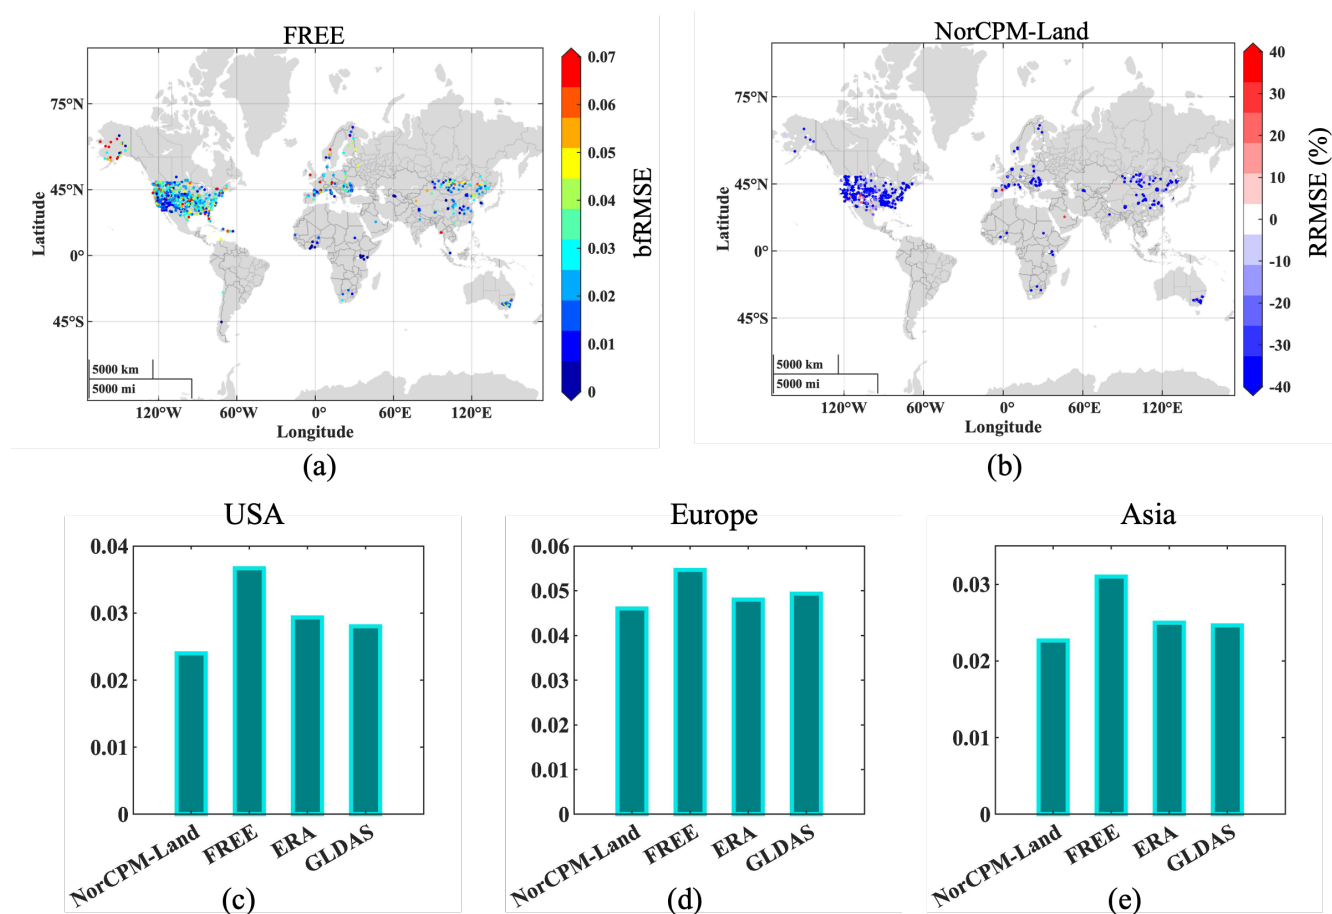 FREE
75°N
45°N
0°
45°S
Latitude
5000 km
5000 mi
120°W 60°W 0° 60°E 120°E
Longitude
0.07
0.06
0.05
0.04
0.03
0.02
0.01
0
bfRMSE
(a)
NorCPM-Land
75°N
45°N
0°
45°S
Latitude
5000 km
5000 mi
120°W 60°W 0° 60°E 120°E
Longitude
40
30
20
10
0
-10
-20
-30
-40
RRMSE (%)
(b)
USA
0.04
0.03
0.02
0.01
0
NorCPM-Land FREE ERA GLDAS
(c)
Europe
0.06
0.05
0.04
0.03
0.02
0.01
0
NorCPM-Land FREE ERA GLDAS
(d)
Asia
0.03
0.02
0.01
0
NorCPM-Land FREE ERA GLDAS
(e)